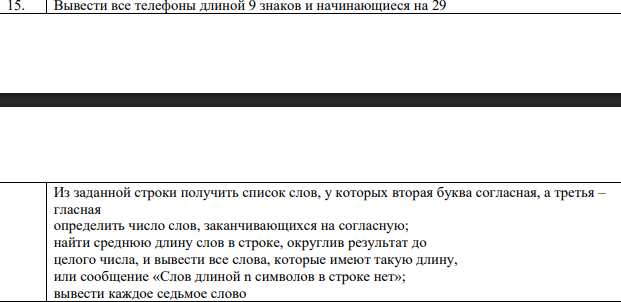 15. Вывести все телефоны длиной 9 знаков и начинающиеся на 29
Из заданной строки получить список слов, у которых вторая буква согласная, а третья –
гласная
определить число слов, заканчивающихся на согласную;
найти среднюю длину слов в строке, округлив результат до
целого числа, и вывести все слова, которые имеют такую длину,
или сообщение «Слов длиной n символов в строке нет»;
вывести каждое седьмое слово